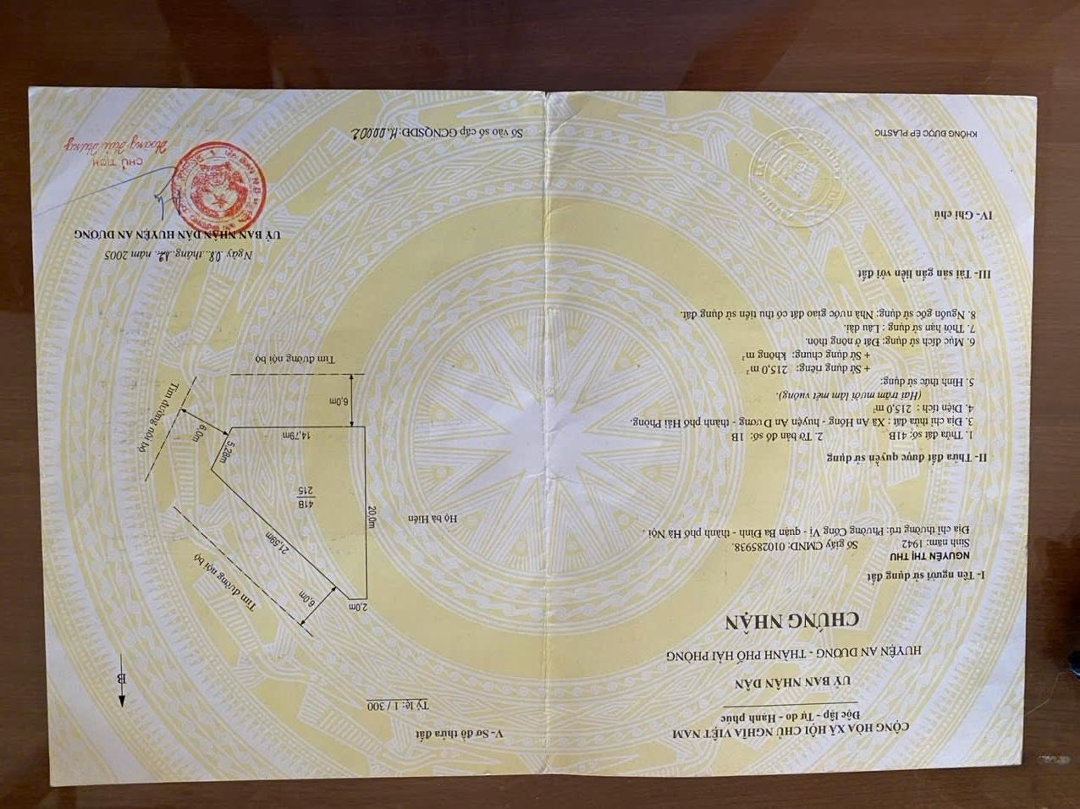 CỘNG HÒA XÃ HỘI CHỦ NGHĨA VIỆT NAM
Độc lập - Tự do - Hạnh phúc
UỶ BAN NHÂN DÂN
HUYỆN AN DƯƠNG - THÀNH PHỐ HẢI PHÒNG
CHỨNG NHẬN
I- Tên người sử dụng đất
NGUYỄN THỊ THU
Sinh năm: 1942 Số giấy CMND: 010285938.
Địa chỉ thường trú: Phường Cống Vị - quận Ba Đình - thành phố Hà Nội .
II- Thửa đất được quyền sử dụng
1. Thửa đất số: 41B 2. Tờ bản đồ số: 1B
3. Địa chỉ thửa đất : Xã An Hồng - huyện An Dương - thành phố Hải Phòng.
4. Diện tích : 215,0 m²
(Hai trăm mười lăm mét vuông).
5. Hình thức sử dụng:
+ Sử dụng riêng: 215,0 m²
+ Sử dụng chung: không m²
6. Mục đích sử dụng: Đất ở nông thôn.
7. Thời hạn sử dụng : Lâu dài.
8. Nguồn gốc sử dụng: Nhà nước giao đất có thu tiền sử dụng đất.
III- Tài sản gắn liền với đất
IV- Ghi chú
KHÔNG ĐƯỢC ÉP PLASTIC
V- Sơ đồ thửa đất
Tỷ lệ: 1 / 300
B
2.0m
6.0m
Tim đường nội bộ
21,59m
20,0m
Hộ bà Hiền
41B
215
5,28m
14,79m
6,0m
Tim đường nội bộ
6,0m
Tim đường nội bộ
Ngày 08 tháng 12 năm 2005
UỶ BAN NHÂN DÂN HUYỆN AN DƯƠNG
CHỦ TỊCH
Số vào sổ cấp GCNQSDĐ: H.00002